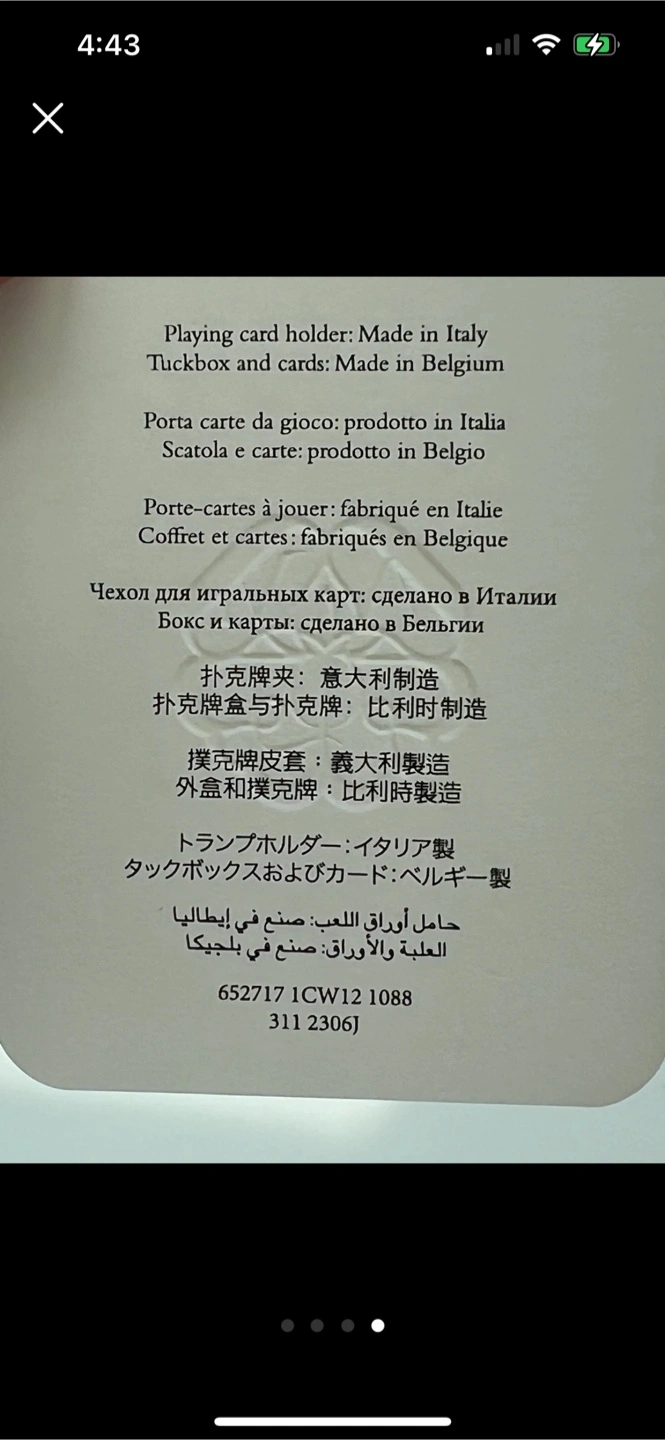 4:43
Playing card holder: Made in Italy
Tuckbox and cards: Made in Belgium
Porta carte da gioco: prodotto in Italia
Scatola e carte: prodotto in Belgio
Porte-cartes à jouer: fabriqué en Italie
Coffret et cartes: fabriqués en Belgique
Чехол для игральных карт: сделано в Италии
Бокс и карты: сделано в Бельгии
扑克牌夹：意大利制造
扑克牌盒与扑克牌：比利时制造
撲克牌皮套：義大利製造
外盒和撲克牌：比利時製造
トランプホルダー：イタリア製
タックボックスおよびカード：ベルギー製
حامل أوراق اللعب: صنع في إيطاليا
العلبة والأوراق: صنع في بلجيكا
652717 1CW12 1088
311 2306J